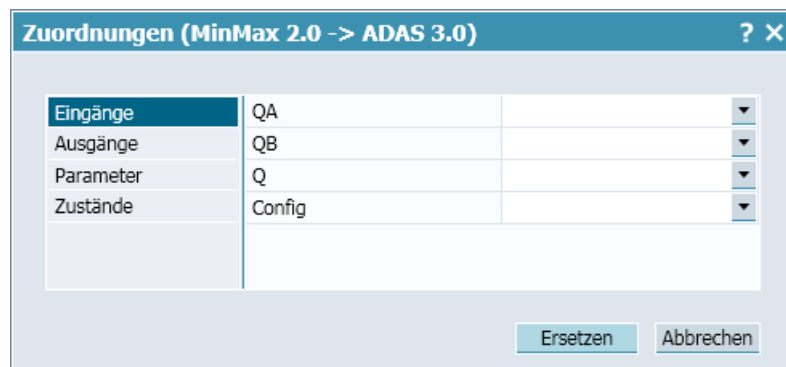 Zuordnungen (MinMax 2.0 -> ADAS 3.0) ? ×
Eingänge QA
Ausgänge QB
Parameter Q
Zustände Config
Ersetzen Abbrechen